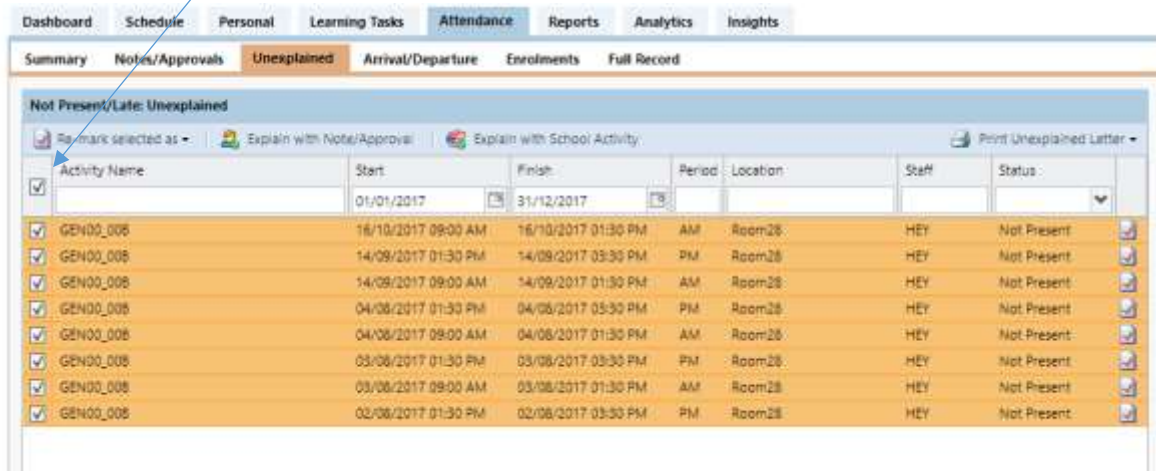 Dashboard Schedule Personal Learning Tasks Attendance Reports Analytics Insights
Summary Notes/Approvals Unexplained Arrival/Departure Enrolments Full Record
Not Present/Late: Unexplained
Re-mark selected as Explain with Note/Approval Explain with School Activity Print Unexplained Letter
Activity Name Start Finish Period Location Staff Status
01/01/2017 31/12/2017
GEN00_008 16/10/2017 09:00 AM 16/10/2017 01:30 PM AM Room28 HEY Not Present
GEN00_008 14/09/2017 01:30 PM 14/09/2017 03:30 PM PM Room28 HEY Not Present
GEN00_008 14/09/2017 09:00 AM 14/09/2017 01:30 PM AM Room28 HEY Not Present
GEN00_008 04/08/2017 01:30 PM 04/08/2017 03:30 PM PM Room28 HEY Not Present
GEN00_008 04/08/2017 09:00 AM 04/08/2017 01:30 PM AM Room28 HEY Not Present
GEN00_008 03/08/2017 01:30 PM 03/08/2017 03:30 PM PM Room28 HEY Not Present
GEN00_008 03/08/2017 09:00 AM 03/08/2017 01:30 PM AM Room28 HEY Not Present
GEN00_008 02/08/2017 01:30 PM 02/08/2017 03:30 PM PM Room28 HEY Not Present